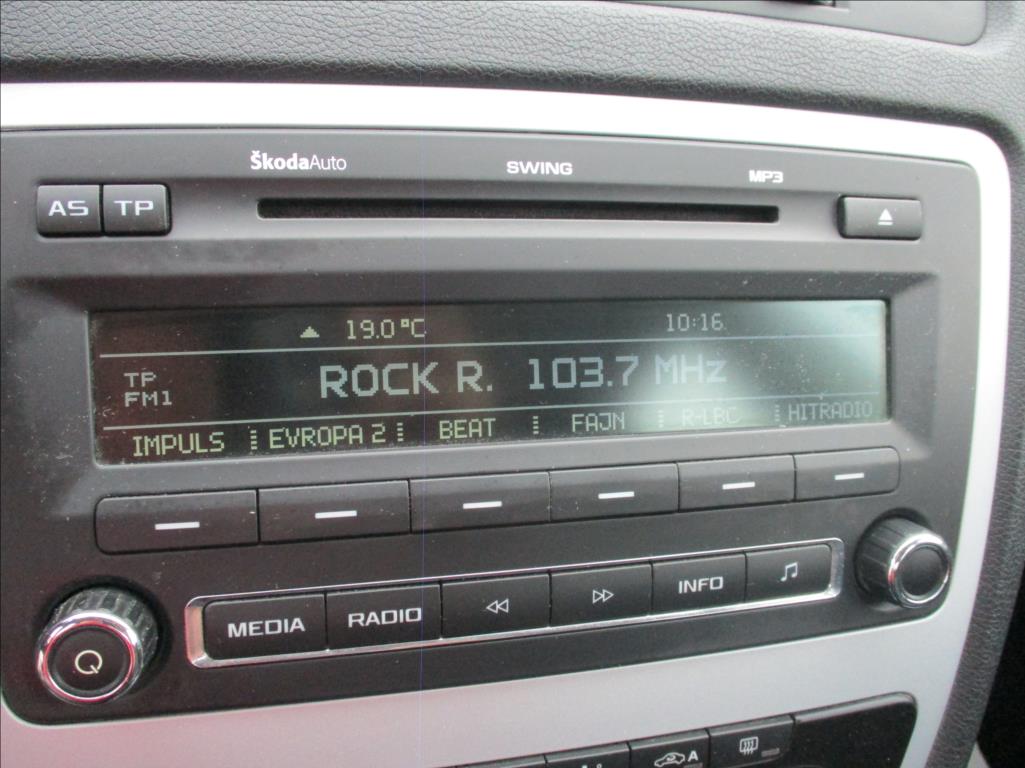 ŠkodaAuto SWING MP3
AS TP
19.0°C 10:16
TP
FM1
ROCK R. 103.7 MHz
IMPULS EVROPA 2 BEAT FAJN R-LBC HITRADIO
MEDIA RADIO INFO
A